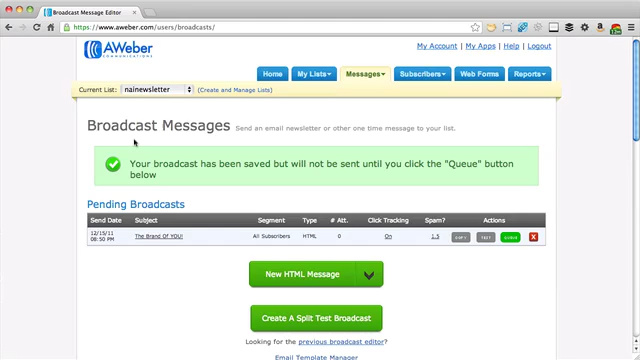 Broadcast Message Editor
https://www.aweber.com/users/broadcasts/
AWeber
COMMUNICATIONS
My Account | My Apps | Help | Logout
Home My Lists Messages Subscribers Web Forms Reports
Current List: nainewsletter (Create and Manage Lists)
Broadcast Messages Send an email newsletter or other one time message to your list.
Your broadcast has been saved but will not be sent until you click the "Queue" button
below
Pending Broadcasts
Send Date Subject Segment Type # Att. Click Tracking Spam? Actions
12/15/11
08:50 PM
The Brand Of YOU! All Subscribers HTML 0 On 1.5 COPY TEST QUEUE X
New HTML Message
Create A Split Test Broadcast
Looking for the previous broadcast editor?
Email Template Manager